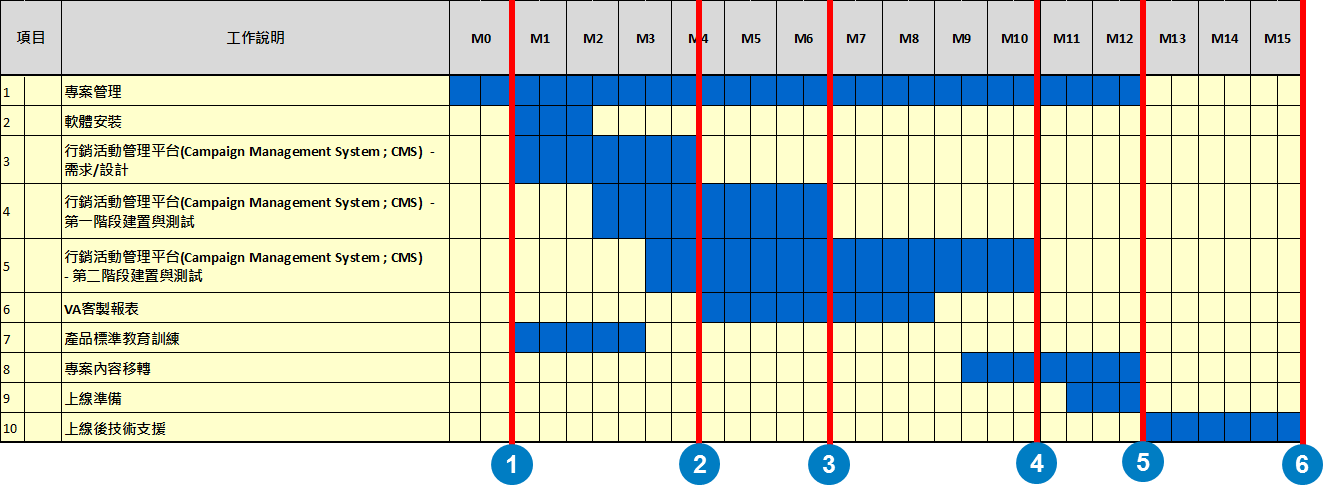 項目 工作說明 M0 M1 M2 M3 M4 M5 M6 M7 M8 M9 M10 M11 M12 M13 M14 M15
1 專案管理
2 軟體安裝
3 行銷活動管理平台(Campaign Management System ; CMS) -
需求/設計
4 行銷活動管理平台(Campaign Management System ; CMS) -
第一階段建置與測試
5 行銷活動管理平台(Campaign Management System ; CMS)
- 第二階段建置與測試
6 VA客製報表
7 產品標準教育訓練
8 專案內容移轉
9 上線準備
10 上線後技術支援
1 2 3 4 5 6